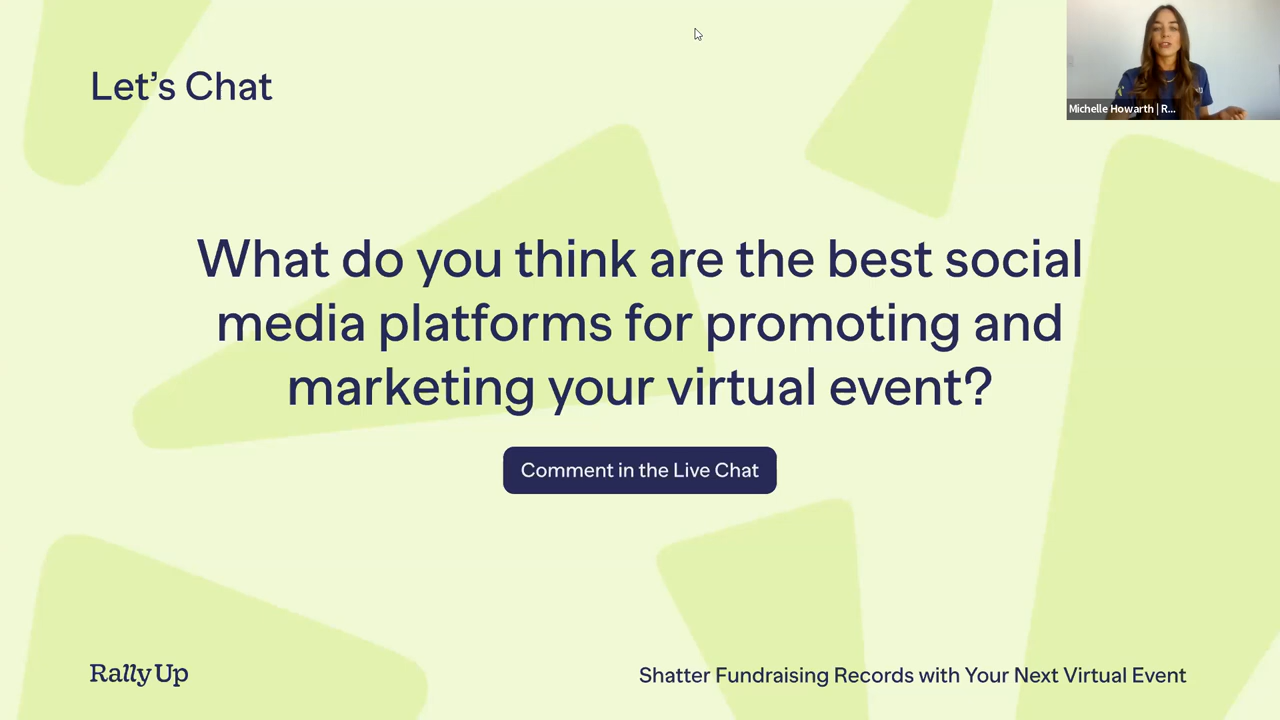 Let's Chat
Michelle Howarth | R...
What do you think are the best social
media platforms for promoting and
marketing your virtual event?
Comment in the Live Chat
RallyUp
Shatter Fundraising Records with Your Next Virtual Event